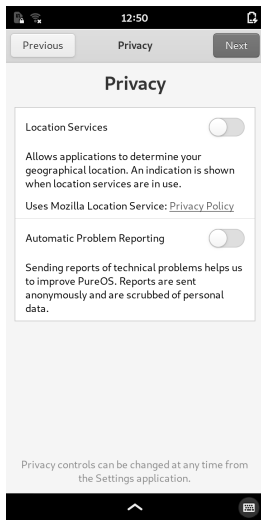 12:50
Previous
Privacy
Next
Privacy
Location Services
Allows applications to determine your
geographical location. An indication is shown
when location services are in use.
Uses Mozilla Location Service: Privacy Policy
Automatic Problem Reporting
Sending reports of technical problems helps us
to improve PureOS. Reports are sent
anonymously and are scrubbed of personal
data.
Privacy controls can be changed at any time from
the Settings application.